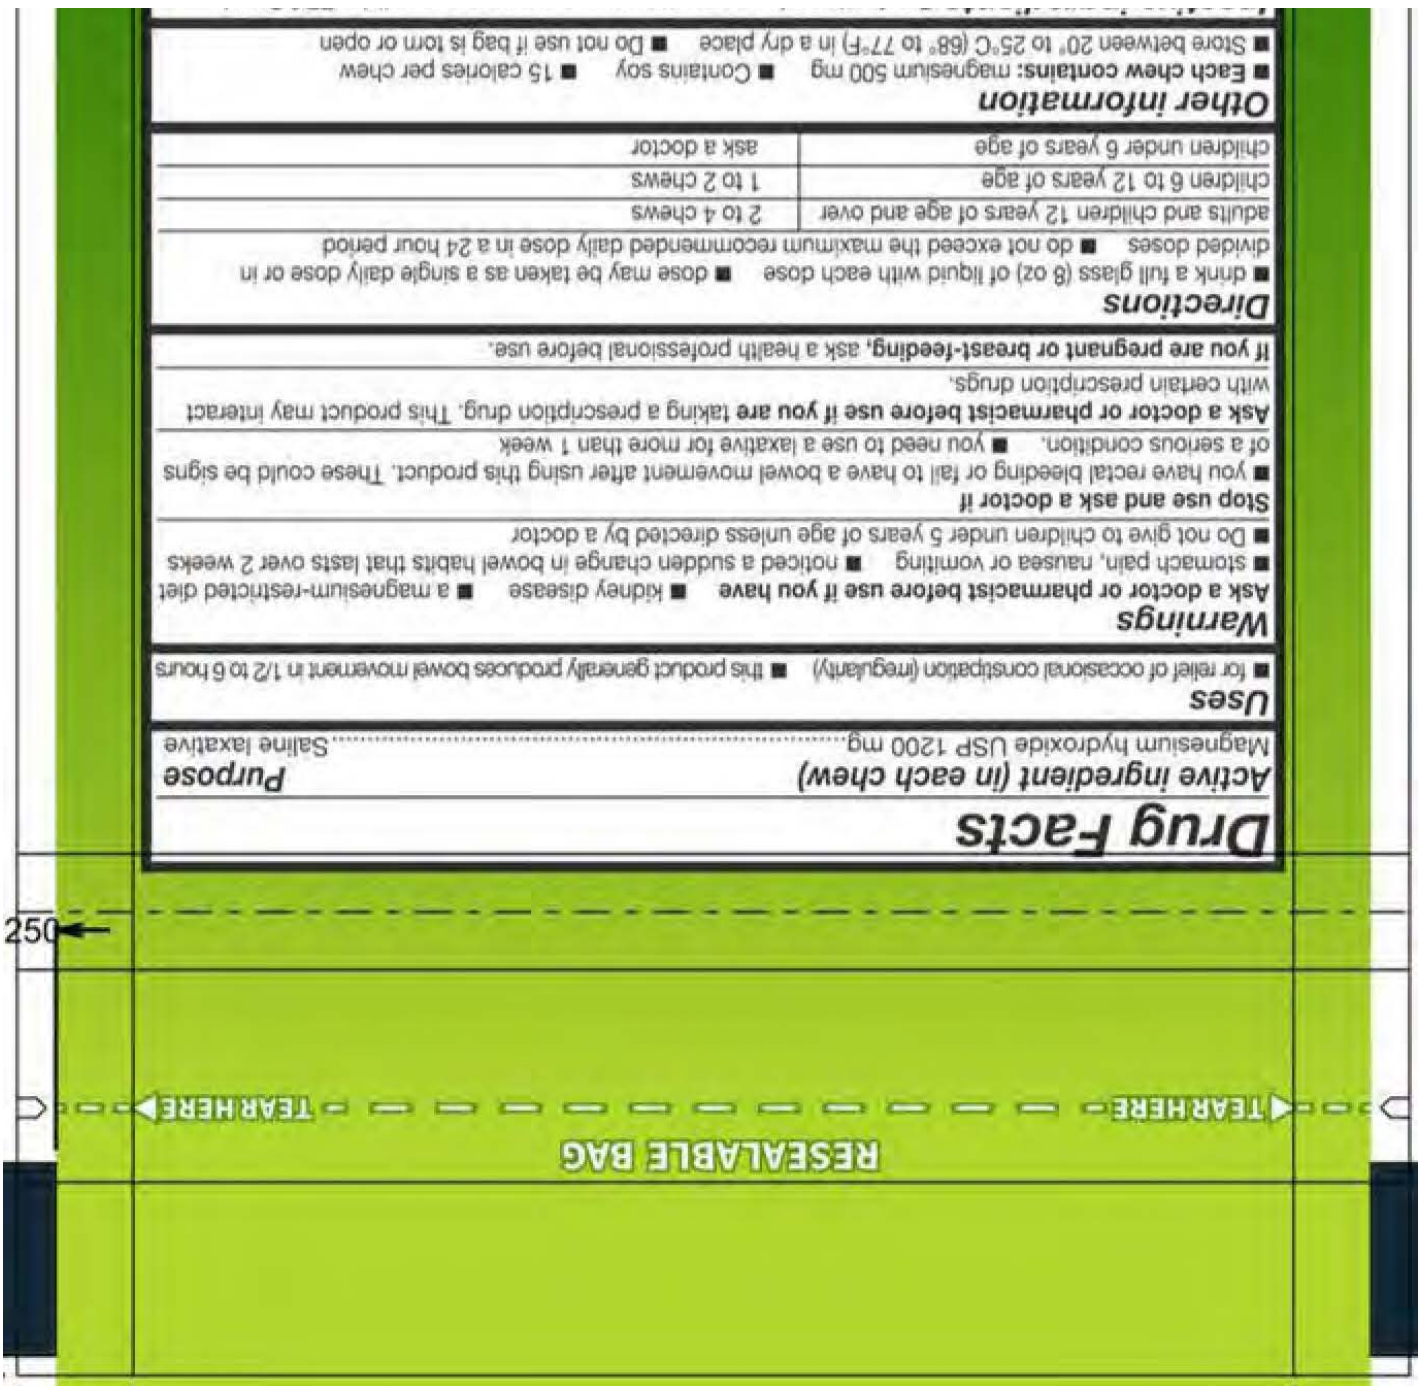 RESEALABLE BAG
TEAR HERE TEAR HERE
250
Drug Facts
Active ingredient (in each chew) Purpose
Magnesium hydroxide USP 1200 mg..........Saline laxative
Uses
■ for relief of occasional constipation (irregularity) ■ this product generally produces bowel movement in 1/2 to 6 hours
Warnings
Ask a doctor or pharmacist before use if you have ■ kidney disease ■ a magnesium-restricted diet
■ stomach pain, nausea or vomiting ■ noticed a sudden change in bowel habits that lasts over 2 weeks
■ Do not give to children under 5 years of age unless directed by a doctor
Stop use and ask a doctor if
■ you have rectal bleeding or fail to have a bowel movement after using this product. These could be signs
of a serious condition. ■ you need to use a laxative for more than 1 week
Ask a doctor or pharmacist before use if you are taking a prescription drug. This product may interact
with certain prescription drugs.
If you are pregnant or breast-feeding, ask a health professional before use.
Directions
■ drink a full glass (8 oz) of liquid with each dose ■ dose may be taken as a single daily dose or in
divided doses ■ do not exceed the maximum recommended daily dose in a 24 hour period
adults and children 12 years of age and over 2 to 4 chews
children 6 to 12 years of age 1 to 2 chews
children under 6 years of age ask a doctor
Other information
■ Each chew contains: magnesium 500 mg ■ Contains soy ■ 15 calories per chew
■ Store between 20° to 25°C (68° to 77°F) in a dry place ■ Do not use if bag is torn or open